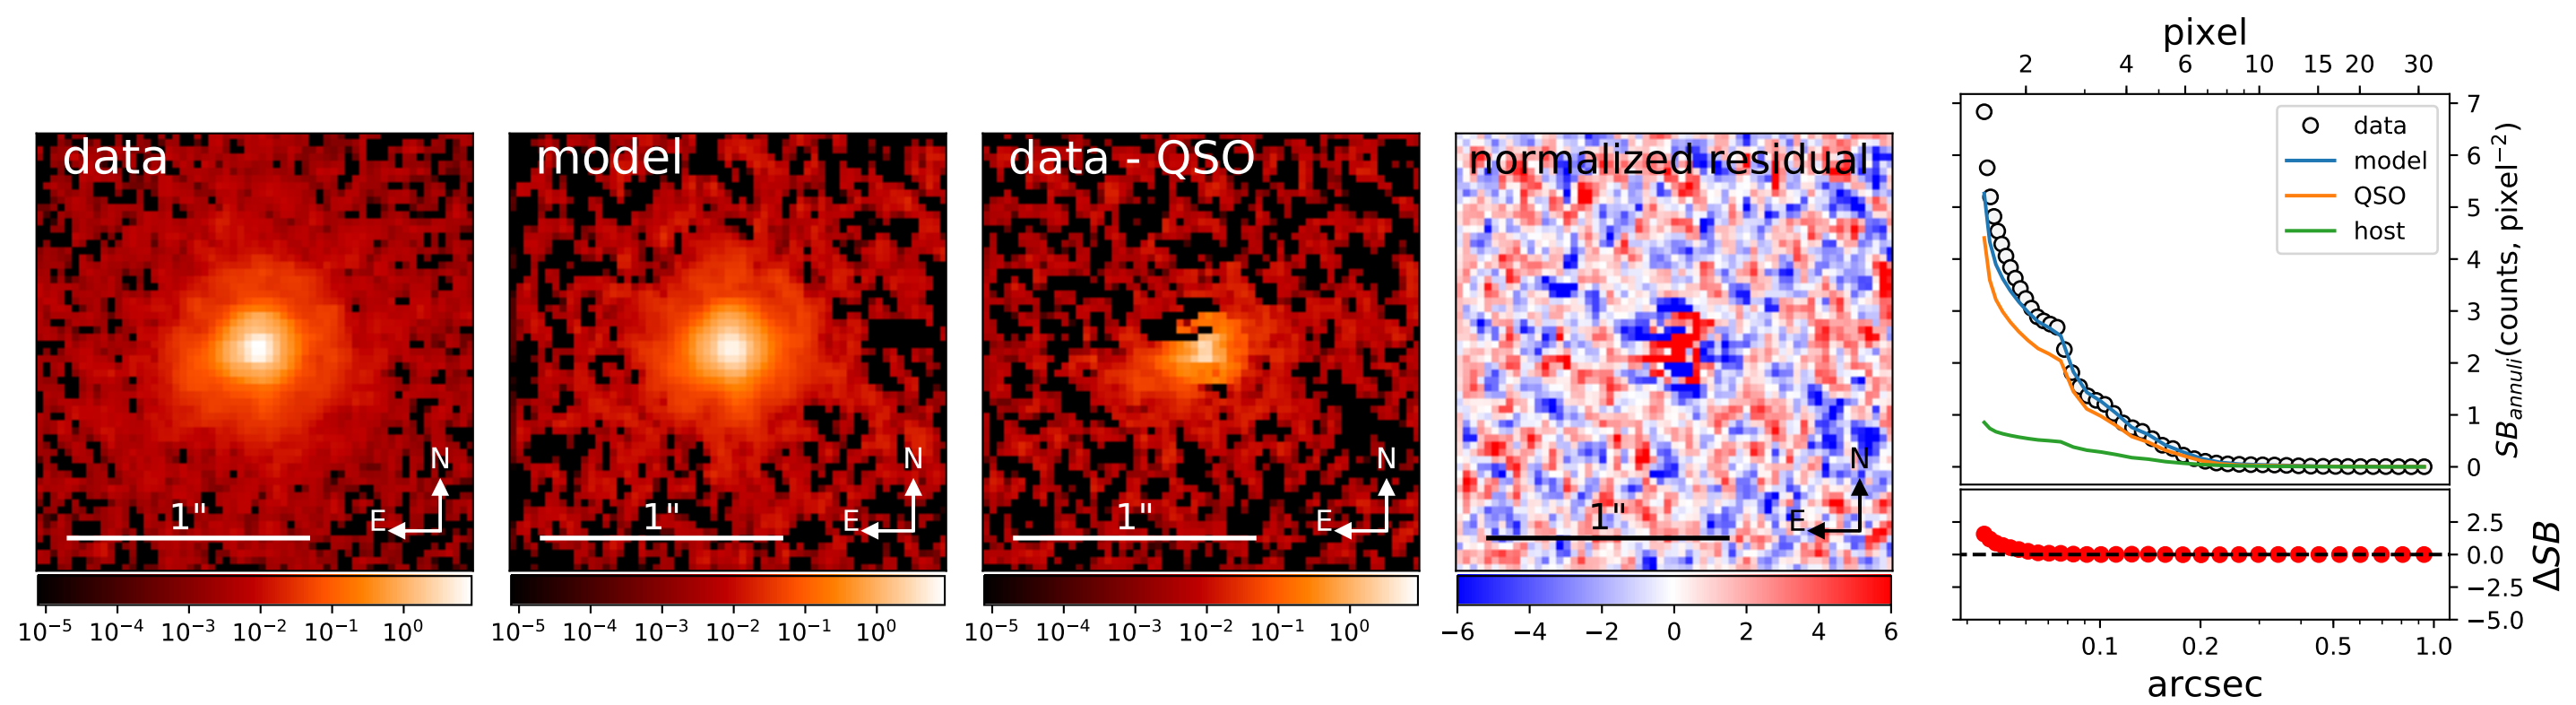 data
N
E
1"
10⁻⁵ 10⁻⁴ 10⁻³ 10⁻² 10⁻¹ 10⁰
model
N
E
1"
10⁻⁵ 10⁻⁴ 10⁻³ 10⁻² 10⁻¹ 10⁰
data - QSO
N
E
1"
10⁻⁵ 10⁻⁴ 10⁻³ 10⁻² 10⁻¹ 10⁰
normalized residual
N
E
1"
−6 −4 −2 0 2 4 6
pixel
2 4 6 10 15 20 30
data
model
QSO
host
7
6
5
4
3
2
1
0
SB_annuli(counts, pixel⁻²)
2.5
0.0
−2.5
−5.0
ΔSB
0.1 0.2 0.5 1.0
arcsec